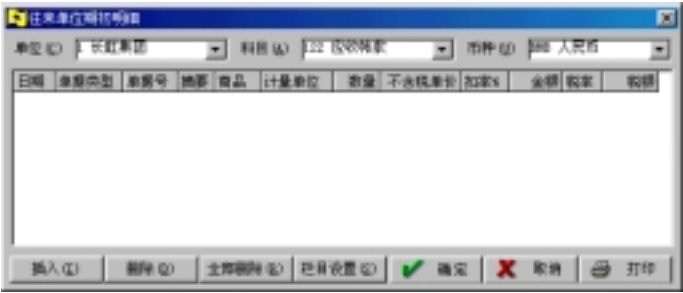 往来单位期初明细
单位(C) 1 长虹集团 科目(A) 122 应收帐款 币种(U) 人民币
日期 单据类型 单据号 摘要 商品 计量单位 数量 不含税单价 扣率% 金额 税率 税额
插入(I) 删除(D) 全部删除 栏目设置 确定 取消 打印